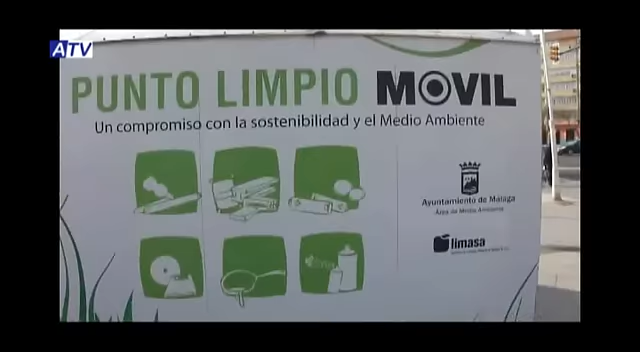 ATV
PUNTO LIMPIO MOVIL
Un compromiso con la sostenibilidad y el Medio Ambiente
Ayuntamiento de Málaga
Área de Medio Ambiente
limasa